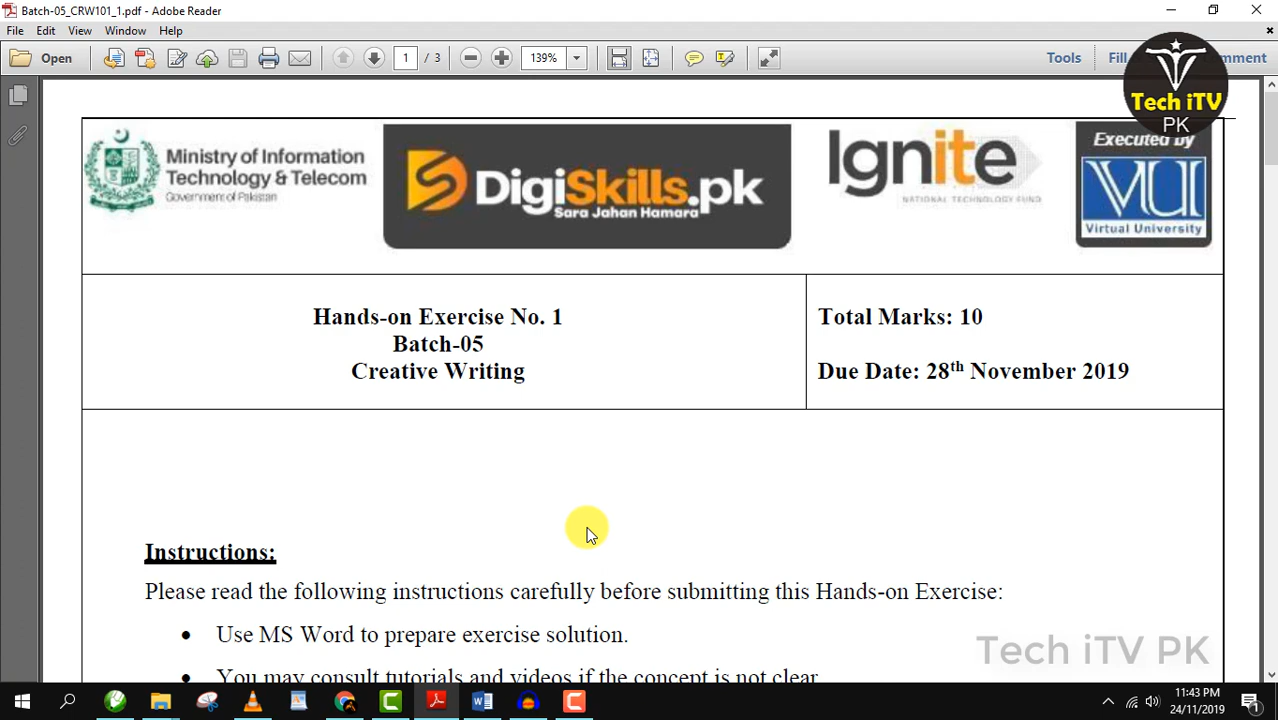 Batch-05_CRW101_1.pdf - Adobe Reader
File Edit View Window Help
Open 1 / 3 139% Tools Fill Comment
Tech iTV
PK
Ministry of Information
Technology & Telecom
Government of Pakistan
DigiSkills.pk
Sara Jahan Hamara
Ignite
NATIONAL TECHNOLOGY FUND
Executed by
VU
Virtual University
Hands-on Exercise No. 1
Batch-05
Creative Writing
Total Marks: 10
Due Date: 28th November 2019
Instructions:
Please read the following instructions carefully before submitting this Hands-on Exercise:
• Use MS Word to prepare exercise solution.
• You may consult tutorials and videos if the concept is not clear
Tech iTV PK
11:43 PM
24/11/2019
1